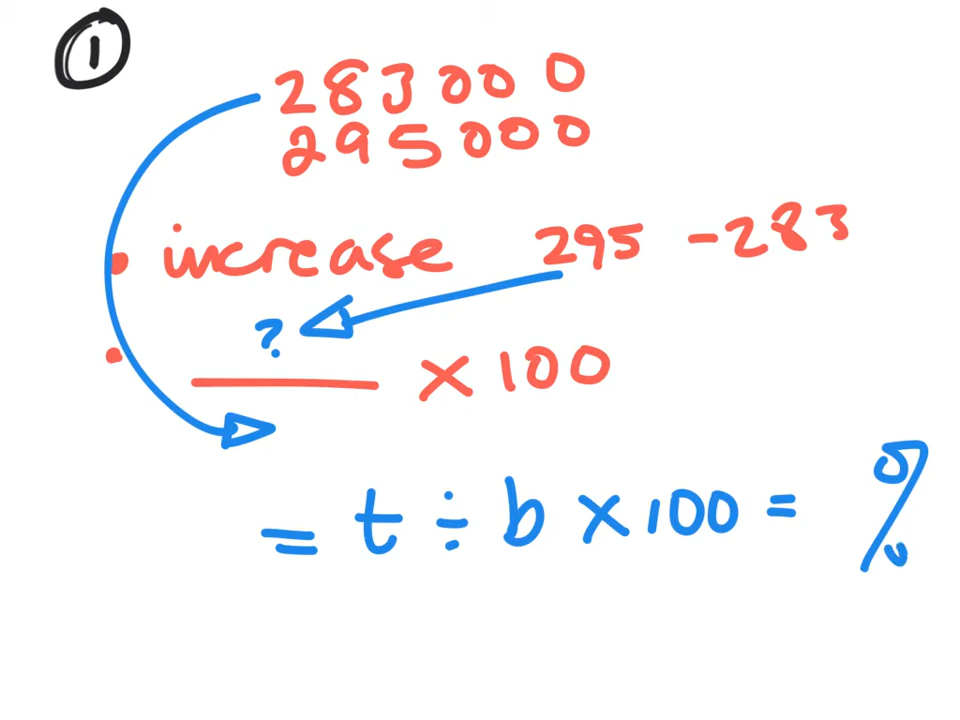 1
283000
295000
• increase 295 - 283
?
• ――― × 100
= t ÷ b × 100 = %